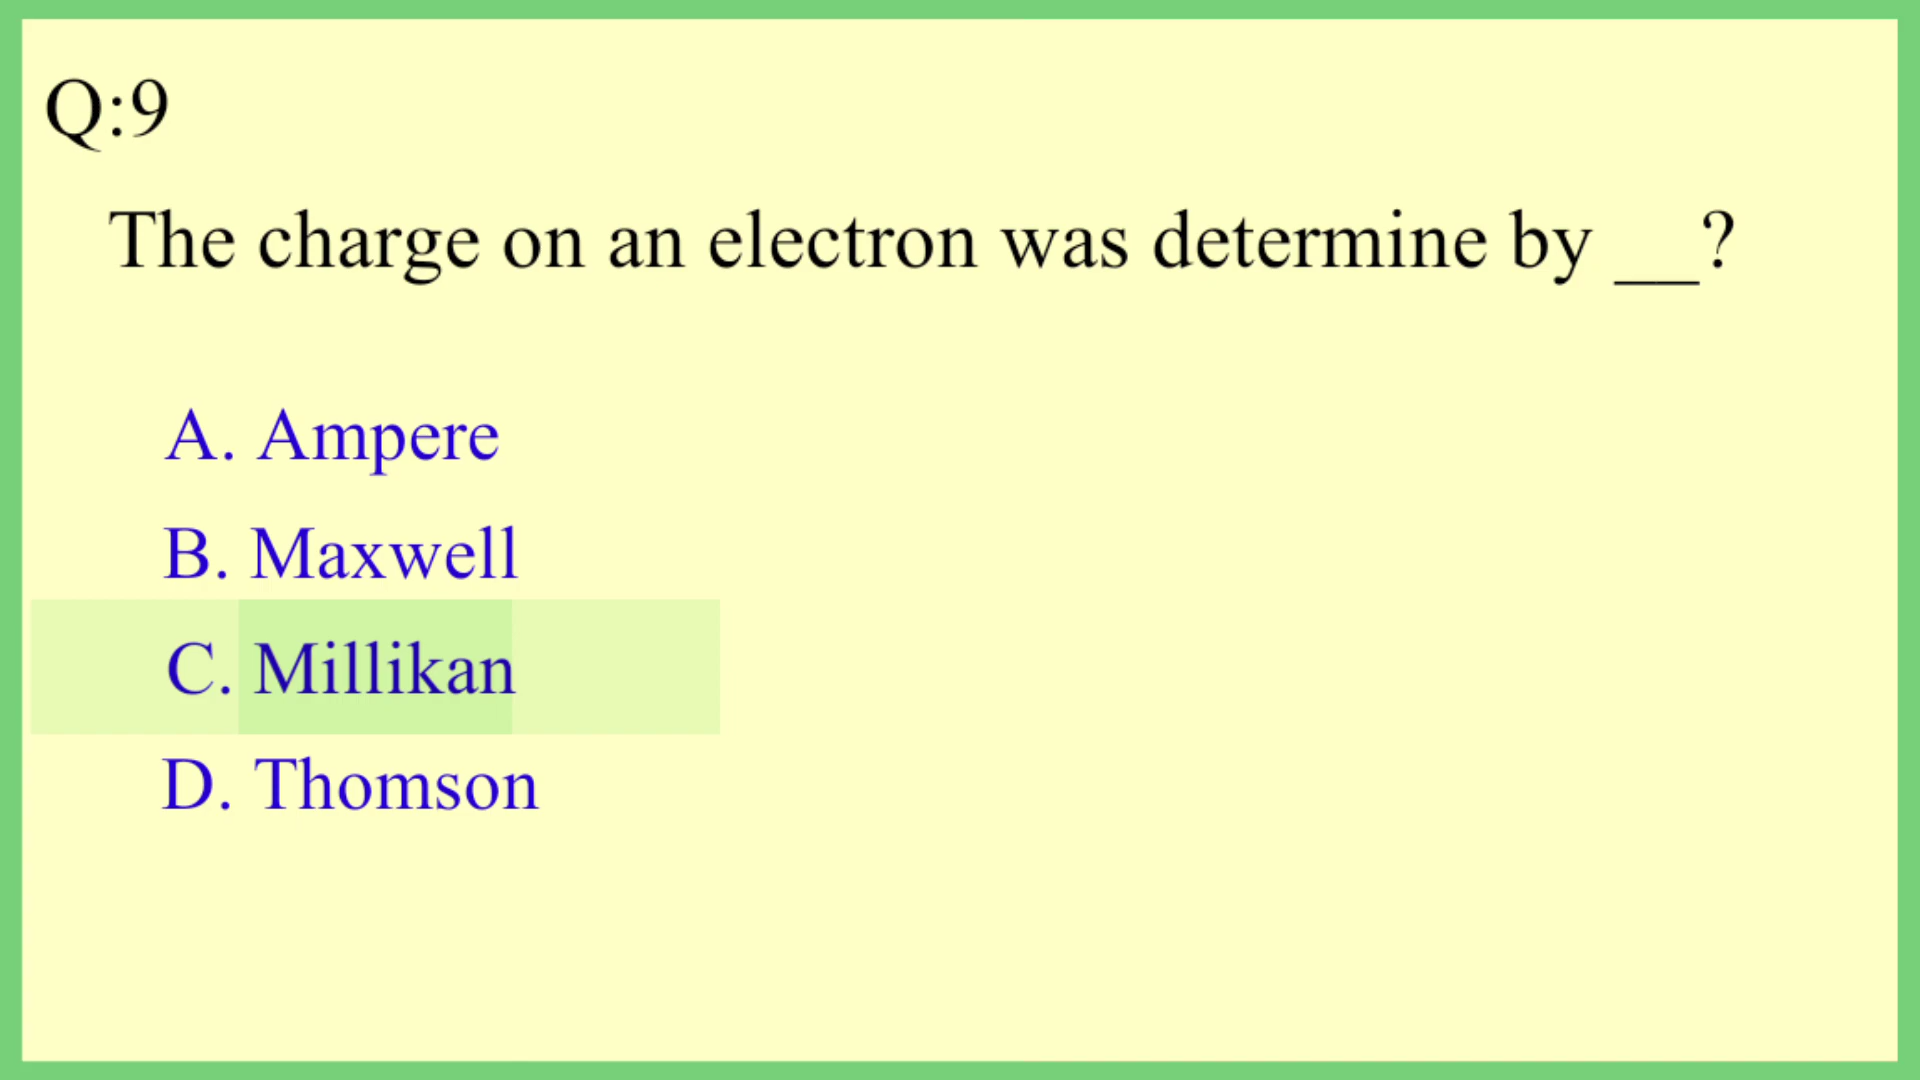 Q:9
The charge on an electron was determine by __?
A. Ampere
B. Maxwell
C. Millikan
D. Thomson